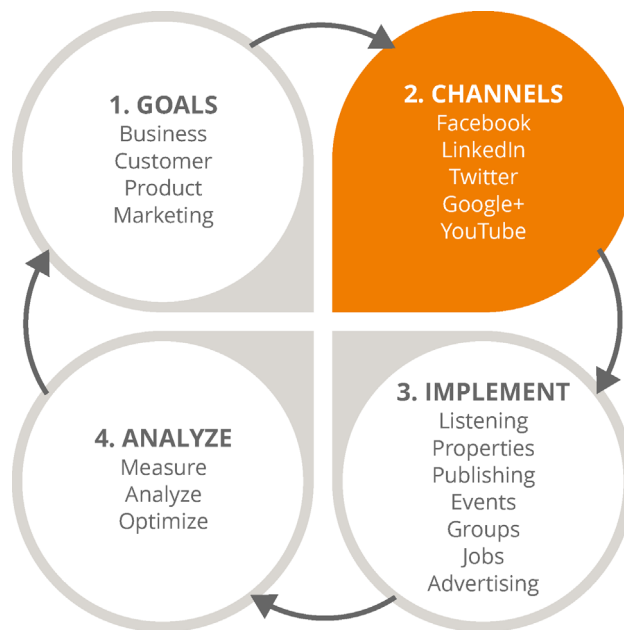 1. GOALS
Business
Customer
Product
Marketing
2. CHANNELS
Facebook
LinkedIn
Twitter
Google+
YouTube
3. IMPLEMENT
Listening
Properties
Publishing
Events
Groups
Jobs
Advertising
4. ANALYZE
Measure
Analyze
Optimize